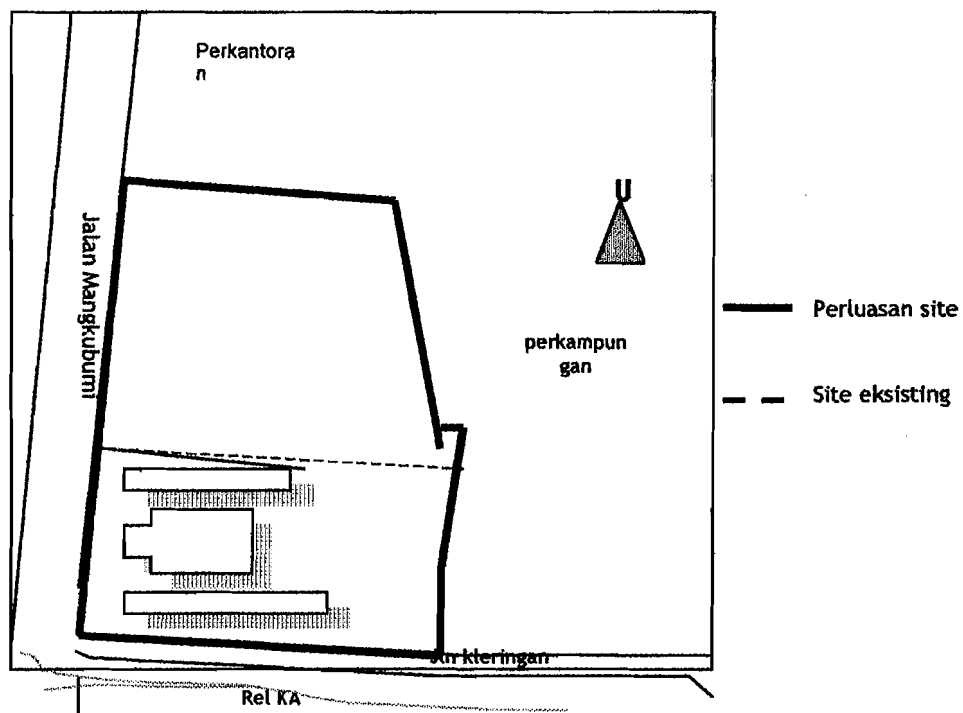 Perkantora
n
U
Jalan Mangkubumi
Perluasan site
perkampun
gan
Site eksisting
Jln kleringan
Rel KA